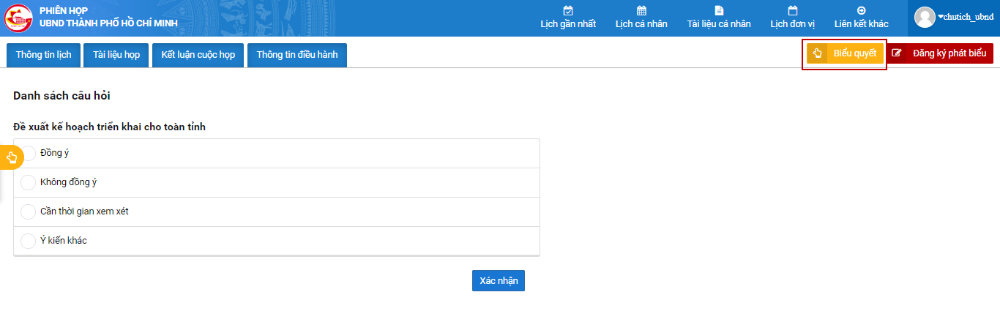 PHIÊN HỌP
UBND THÀNH PHỐ HỒ CHÍ MINH
Lịch gần nhất
Lịch cá nhân
Tài liệu cá nhân
Lịch đơn vị
Liên kết khác
chutich_ubnd
Thông tin lịch
Tài liệu họp
Kết luận cuộc họp
Thông tin điều hành
Biểu quyết
Đăng ký phát biểu
Danh sách câu hỏi
Đề xuất kế hoạch triển khai cho toàn tỉnh
Đồng ý
Không đồng ý
Cần thời gian xem xét
Ý kiến khác
Xác nhận